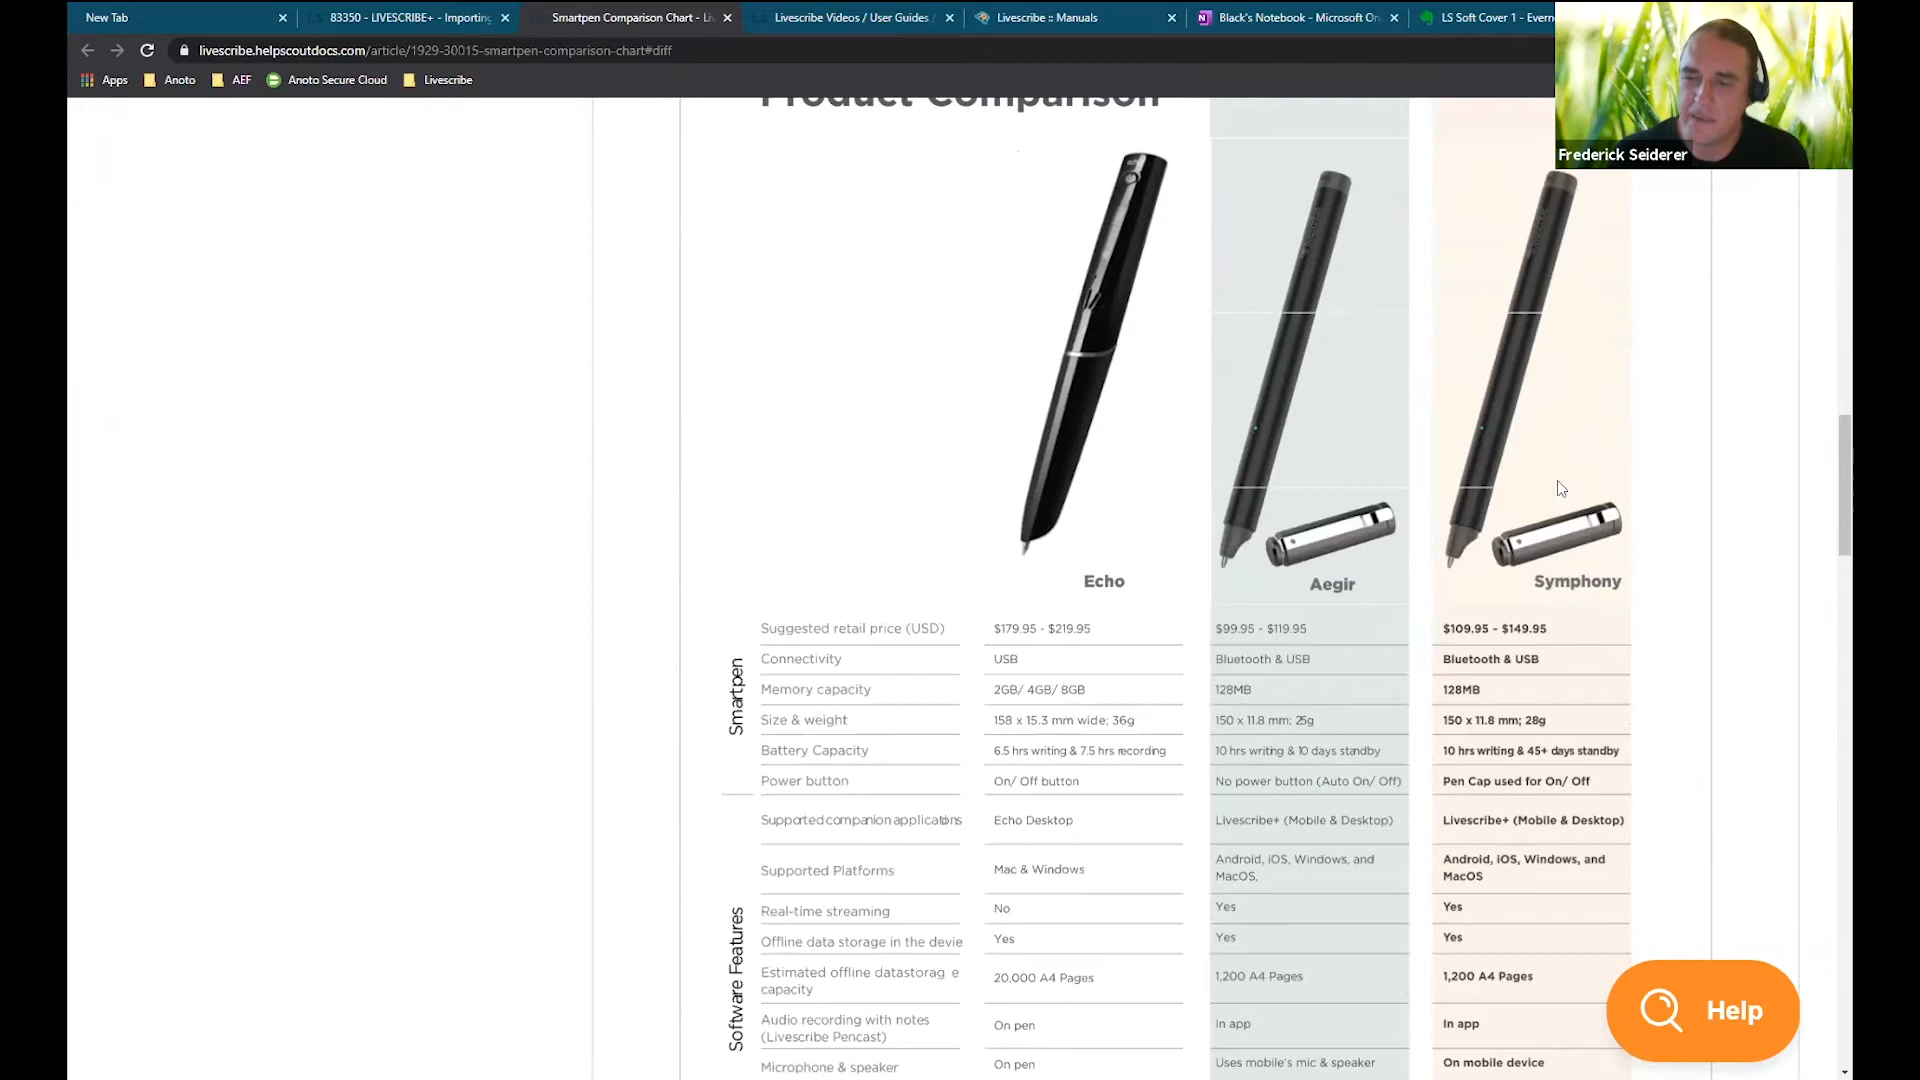 New Tab
83350 - LIVESCRIBE+ - Importing
Smartpen Comparison Chart - Li
Livescribe Videos / User Guides /
Livescribe :: Manuals
Black's Notebook - Microsoft On
LS Soft Cover 1 - Evern
livescribe.helpscoutdocs.com/article/1929-30015-smartpen-comparison-chart#diff
Apps
Anoto
AEF
Anoto Secure Cloud
Livescribe
Frederick Seiderer
Product Comparison
Echo
Aegir
Symphony
Smartpen
Suggested retail price (USD) $179.95 - $219.95 $99.95 - $119.95 $109.95 - $149.95
Connectivity USB Bluetooth & USB Bluetooth & USB
Memory capacity 2GB/ 4GB/ 8GB 128MB 128MB
Size & weight 158 x 15.3 mm wide; 36g 150 x 11.8 mm; 25g 150 x 11.8 mm; 28g
Battery Capacity 6.5 hrs writing & 7.5 hrs recording 10 hrs writing & 10 days standby 10 hrs writing & 45+ days standby
Power button On/ Off button No power button (Auto On/ Off) Pen Cap used for On/ Off
Software Features
Supported companion applications Echo Desktop Livescribe+ (Mobile & Desktop) Livescribe+ (Mobile & Desktop)
Supported Platforms Mac & Windows Android, iOS, Windows, and MacOS, Android, iOS, Windows, and MacOS
Real-time streaming No Yes Yes
Offline data storage in the devie Yes Yes Yes
Estimated offline datastorag e capacity 20,000 A4 Pages 1,200 A4 Pages 1,200 A4 Pages
Audio recording with notes (Livescribe Pencast) On pen In app In app
Microphone & speaker On pen Uses mobile's mic & speaker On mobile device
Help